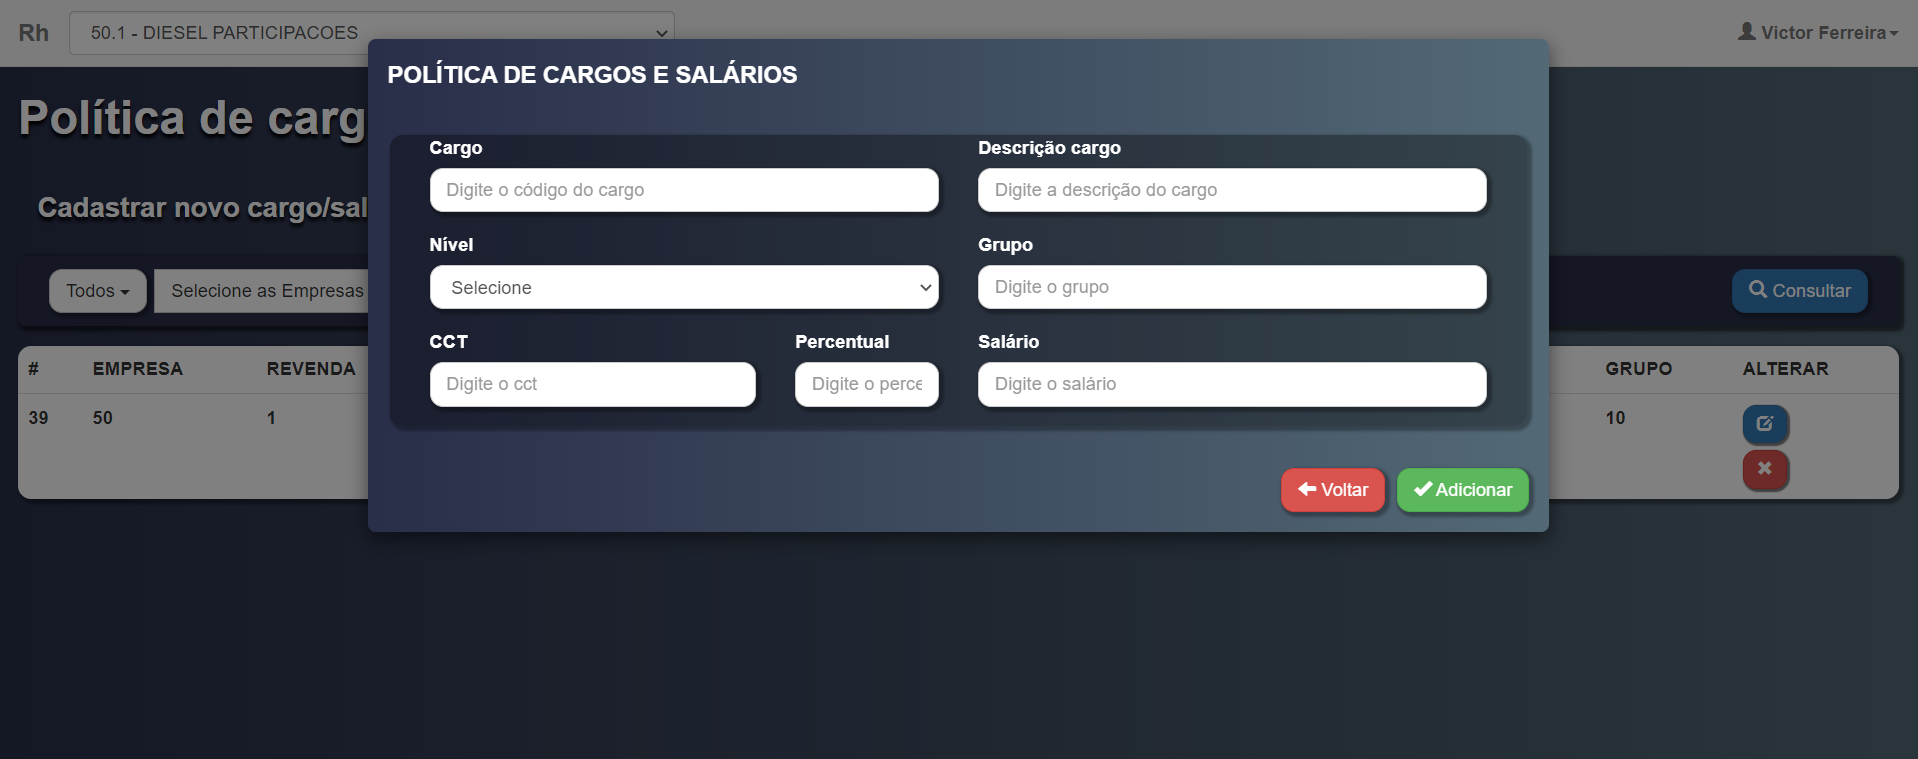 Rh
50.1 - DIESEL PARTICIPACOES
Victor Ferreira
POLÍTICA DE CARGOS E SALÁRIOS
Política de carg
Cargo
Descrição cargo
Digite o código do cargo
Digite a descrição do cargo
Cadastrar novo cargo/sal
Nível
Grupo
Selecione
Digite o grupo
Todos
Selecione as Empresas
Consultar
CCT
Percentual
Salário
Digite o cct
Digite o perce
Digite o salário
# EMPRESA REVENDA GRUPO ALTERAR
39 50 1 10
Voltar
Adicionar